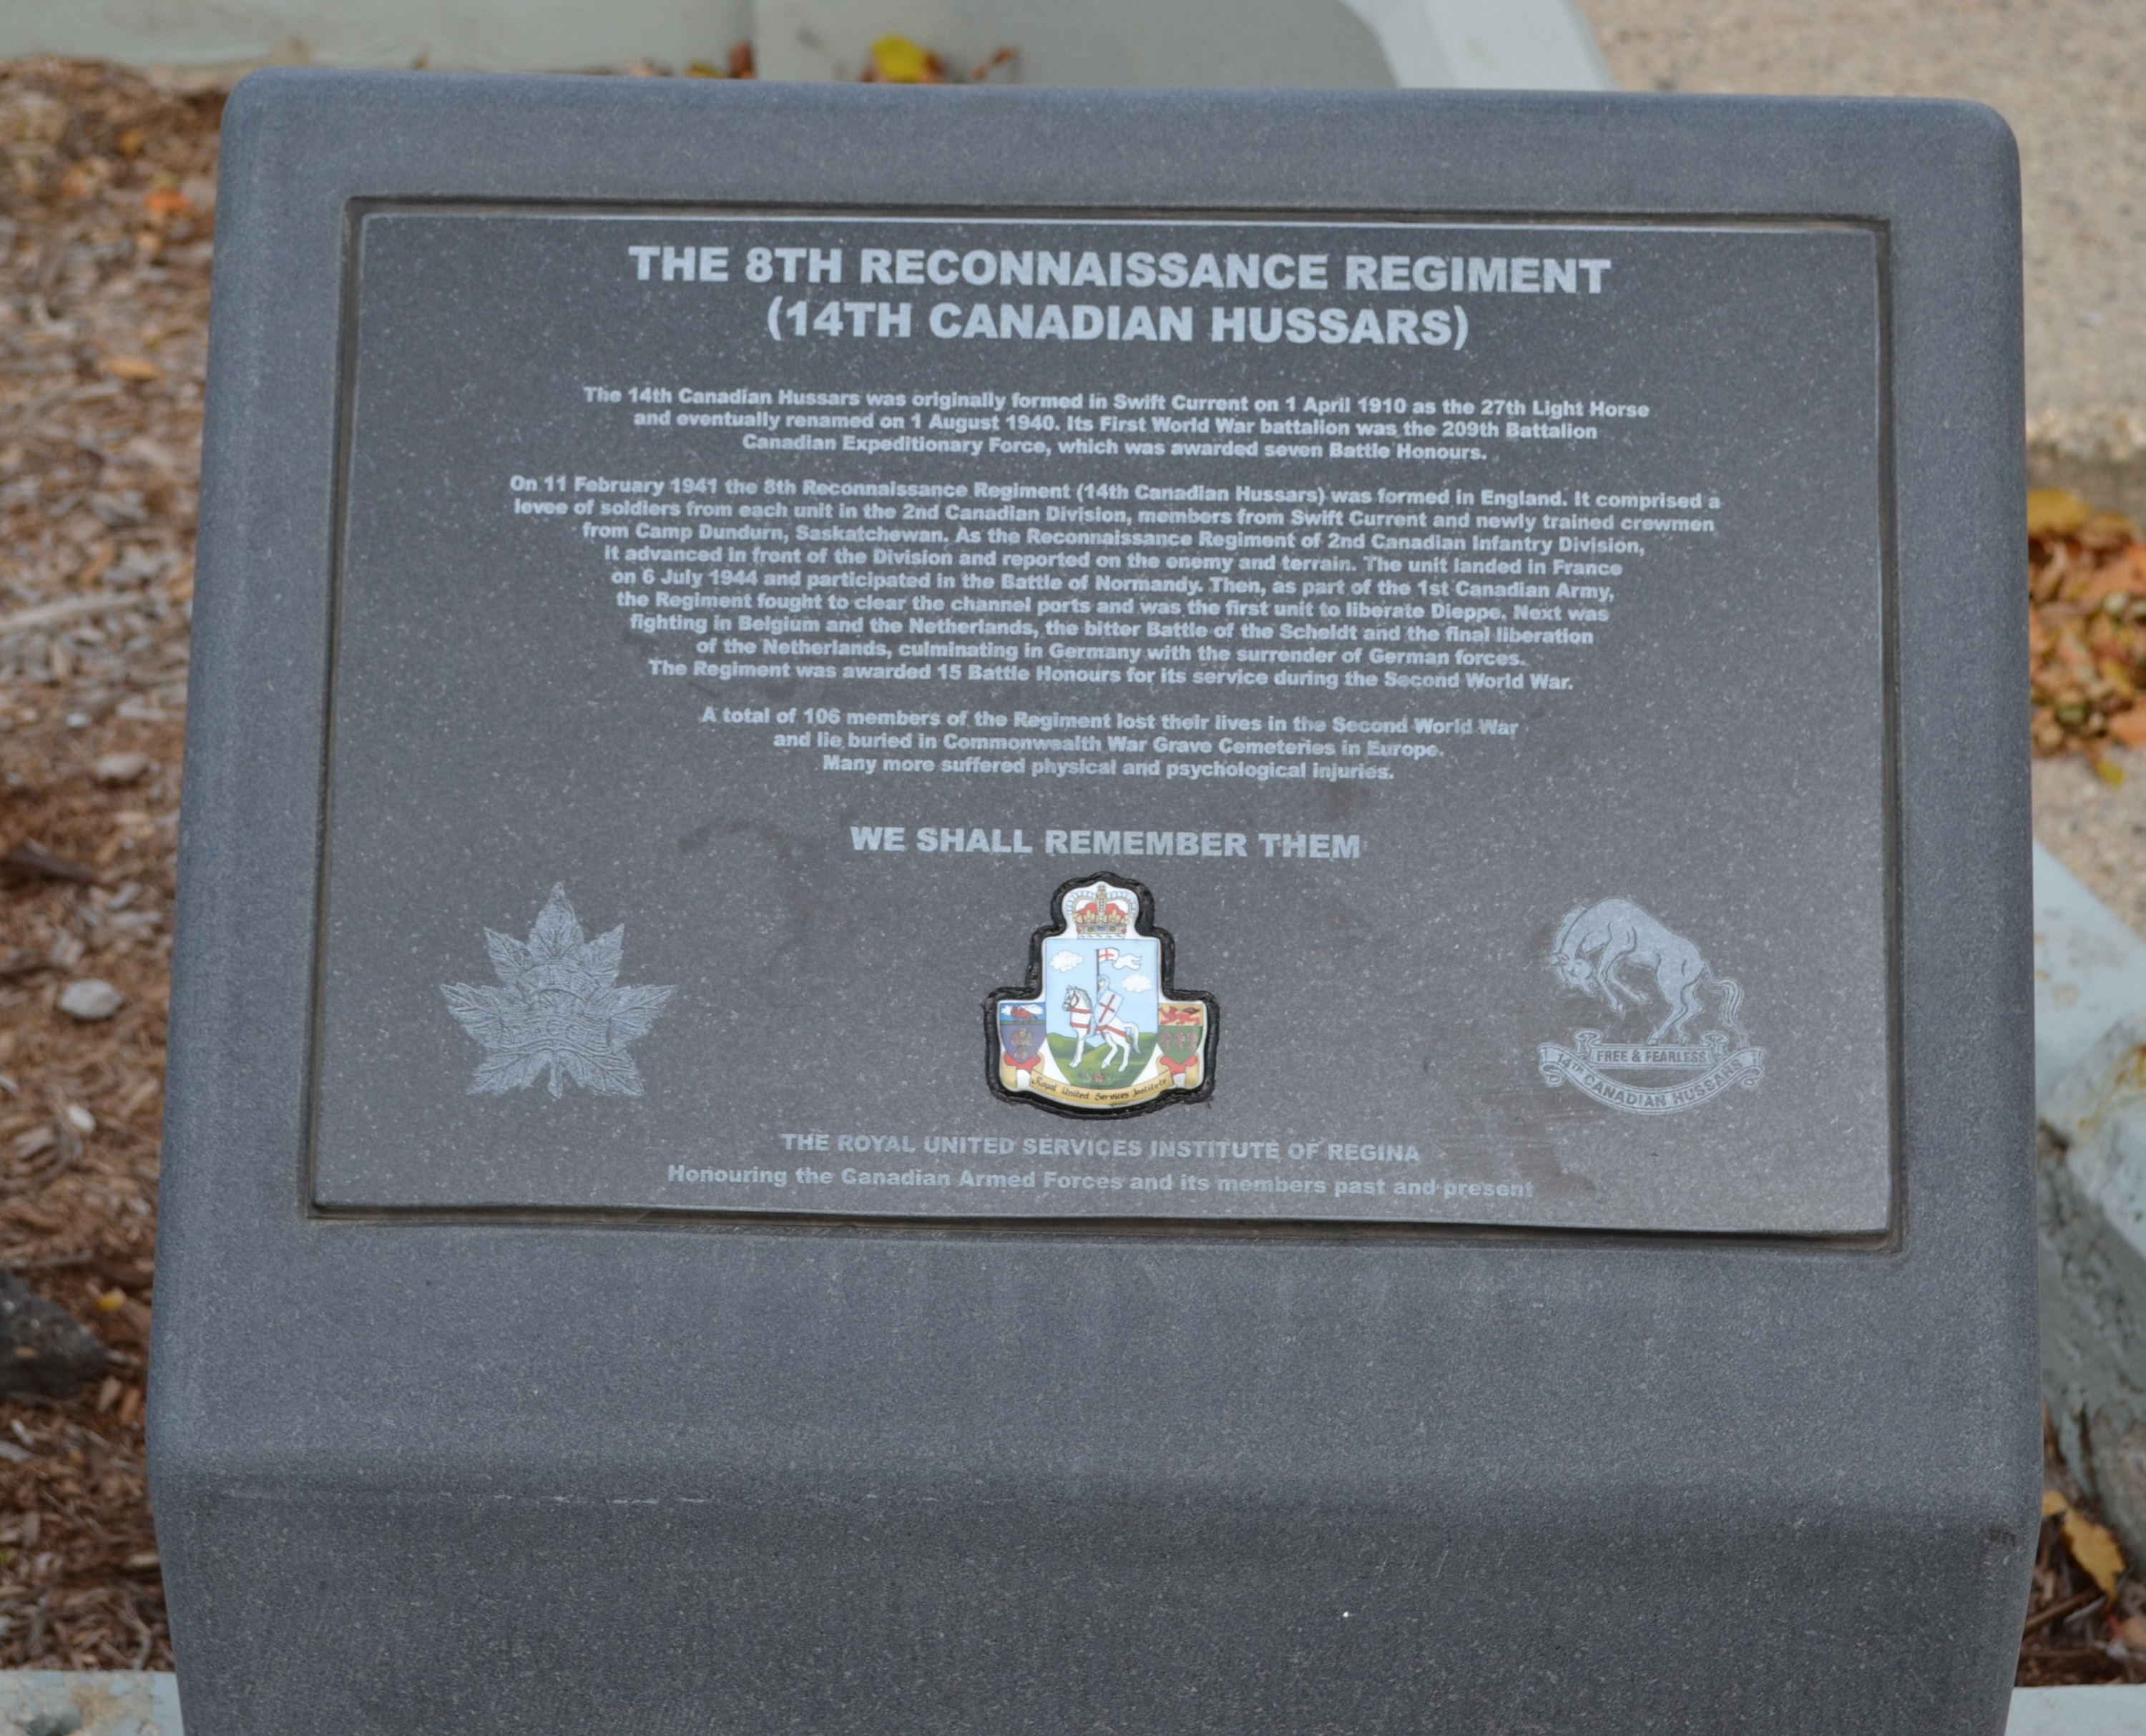 THE 8TH RECONNAISSANCE REGIMENT
(14TH CANADIAN HUSSARS)
The 14th Canadian Hussars was originally formed in Swift Current on 1 April 1910 as the 27th Light Horse
and eventually renamed on 1 August 1940. Its First World War battalion was the 209th Battalion
Canadian Expeditionary Force, which was awarded seven Battle Honours.
On 11 February 1941 the 8th Reconnaissance Regiment (14th Canadian Hussars) was formed in England. It comprised a
levee of soldiers from each unit in the 2nd Canadian Division, members from Swift Current and newly trained crewmen
from Camp Dundurn, Saskatchewan. As the Reconnaissance Regiment of 2nd Canadian Infantry Division,
it advanced in front of the Division and reported on the enemy and terrain. The unit landed in France
on 6 July 1944 and participated in the Battle of Normandy. Then, as part of the 1st Canadian Army,
the Regiment fought to clear the channel ports and was the first unit to liberate Dieppe. Next was
fighting in Belgium and the Netherlands, the bitter Battle of the Scheldt and the final liberation
of the Netherlands, culminating in Germany with the surrender of German forces.
The Regiment was awarded 15 Battle Honours for its service during the Second World War.
A total of 106 members of the Regiment lost their lives in the Second World War
and lie buried in Commonwealth War Grave Cemeteries in Europe.
Many more suffered physical and psychological injuries.
WE SHALL REMEMBER THEM
Royal United Services Institute
FREE & FEARLESS
14TH CANADIAN HUSSARS
THE ROYAL UNITED SERVICES INSTITUTE OF REGINA
Honouring the Canadian Armed Forces and its members past and present